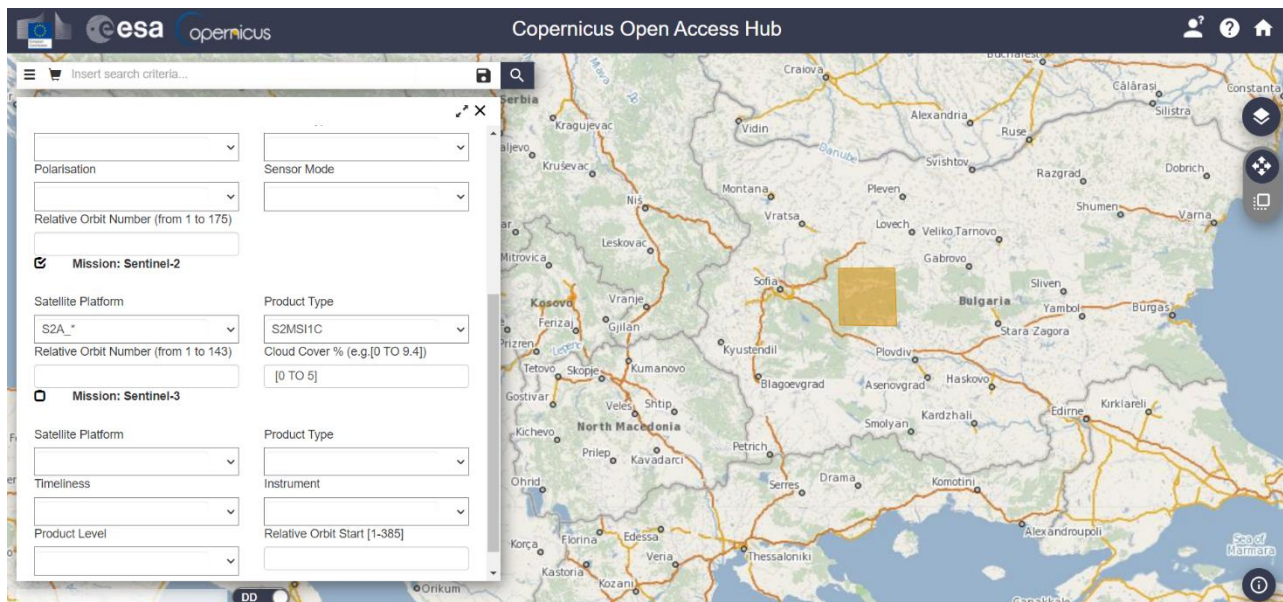 esa opernicus
Copernicus Open Access Hub
Insert search criteria...
Polarisation
Sensor Mode
Relative Orbit Number (from 1 to 175)
Mission: Sentinel-2
Satellite Platform
Product Type
S2A_*
S2MSI1C
Relative Orbit Number (from 1 to 143)
Cloud Cover % (e.g.[0 TO 9.4])
[0 TO 5]
Mission: Sentinel-3
Satellite Platform
Product Type
Timeliness
Instrument
Product Level
Relative Orbit Start [1-385]
DD
Craiova
Călărași
Constanta
Silistra
Serbia
Alexandria
Kragujevac
Vidin
Ruse
Danube
Svishtov
Kruševac
Razgrad
Dobrich
Montana
Pleven
Niš
Shumen
Varna
Vratsa
Lovech
Veliko Tarnovo
Leskovac
Mitrovica
Gabrovo
Sofia
Sliven
Kosovo
Vranje
Bulgaria
Yambol
Burgas
Ferizaj
Gjilan
Stara Zagora
Prizren
Kyustendil
Plovdiv
Tetovo
Skopje
Kumanovo
Blagoevgrad
Asenovgrad
Haskovo
Gostivar
Veles
Shtip
Kardzhali
Edirne
Kırklareli
Kichevo
North Macedonia
Smolyan
Petrich
Prilep
Kavadarci
Ohrid
Serres
Drama
Komotini
Alexandroupoli
Korça
Florina
Edessa
Sea of
Marmara
Veria
Thessaloniki
Kastoria
Kozani
Orikum